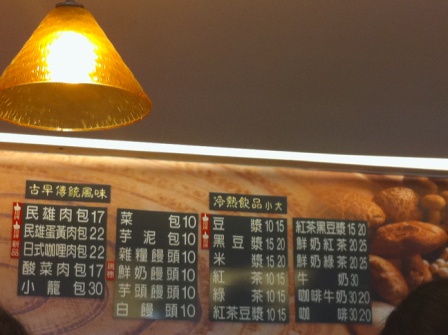 古早傳統風味
民雄肉包17
民雄蛋黃肉包22
日式咖哩肉包22
酸菜肉包17
小籠包30
菜包10
芋泥包10
雜糧饅頭10
鮮奶饅頭10
芋頭饅頭10
白饅頭10
冷熱飲品 小 大
豆漿10 15
黑豆漿15 20
米漿15 20
紅茶10 15
綠茶10 15
紅茶豆漿10 15
紅茶黑豆漿15 20
鮮奶紅茶20 25
鮮奶綠茶20 25
牛奶30
咖啡牛奶30 20
咖啡30 20